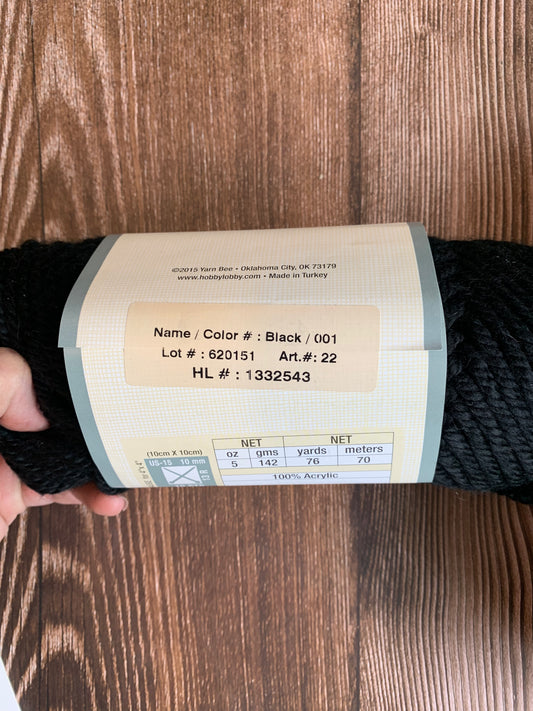 ©2015 Yarn Bee • Oklahoma City, OK 73179
www.hobbylobby.com • Made in Turkey
Name / Color # : Black / 001
Lot # : 620151 Art.#: 22
HL # : 1332543
(10cm X 10cm)
US-15 10 mm
13 R
NET NET
oz gms yards meters
5 142 76 70
100% Acrylic